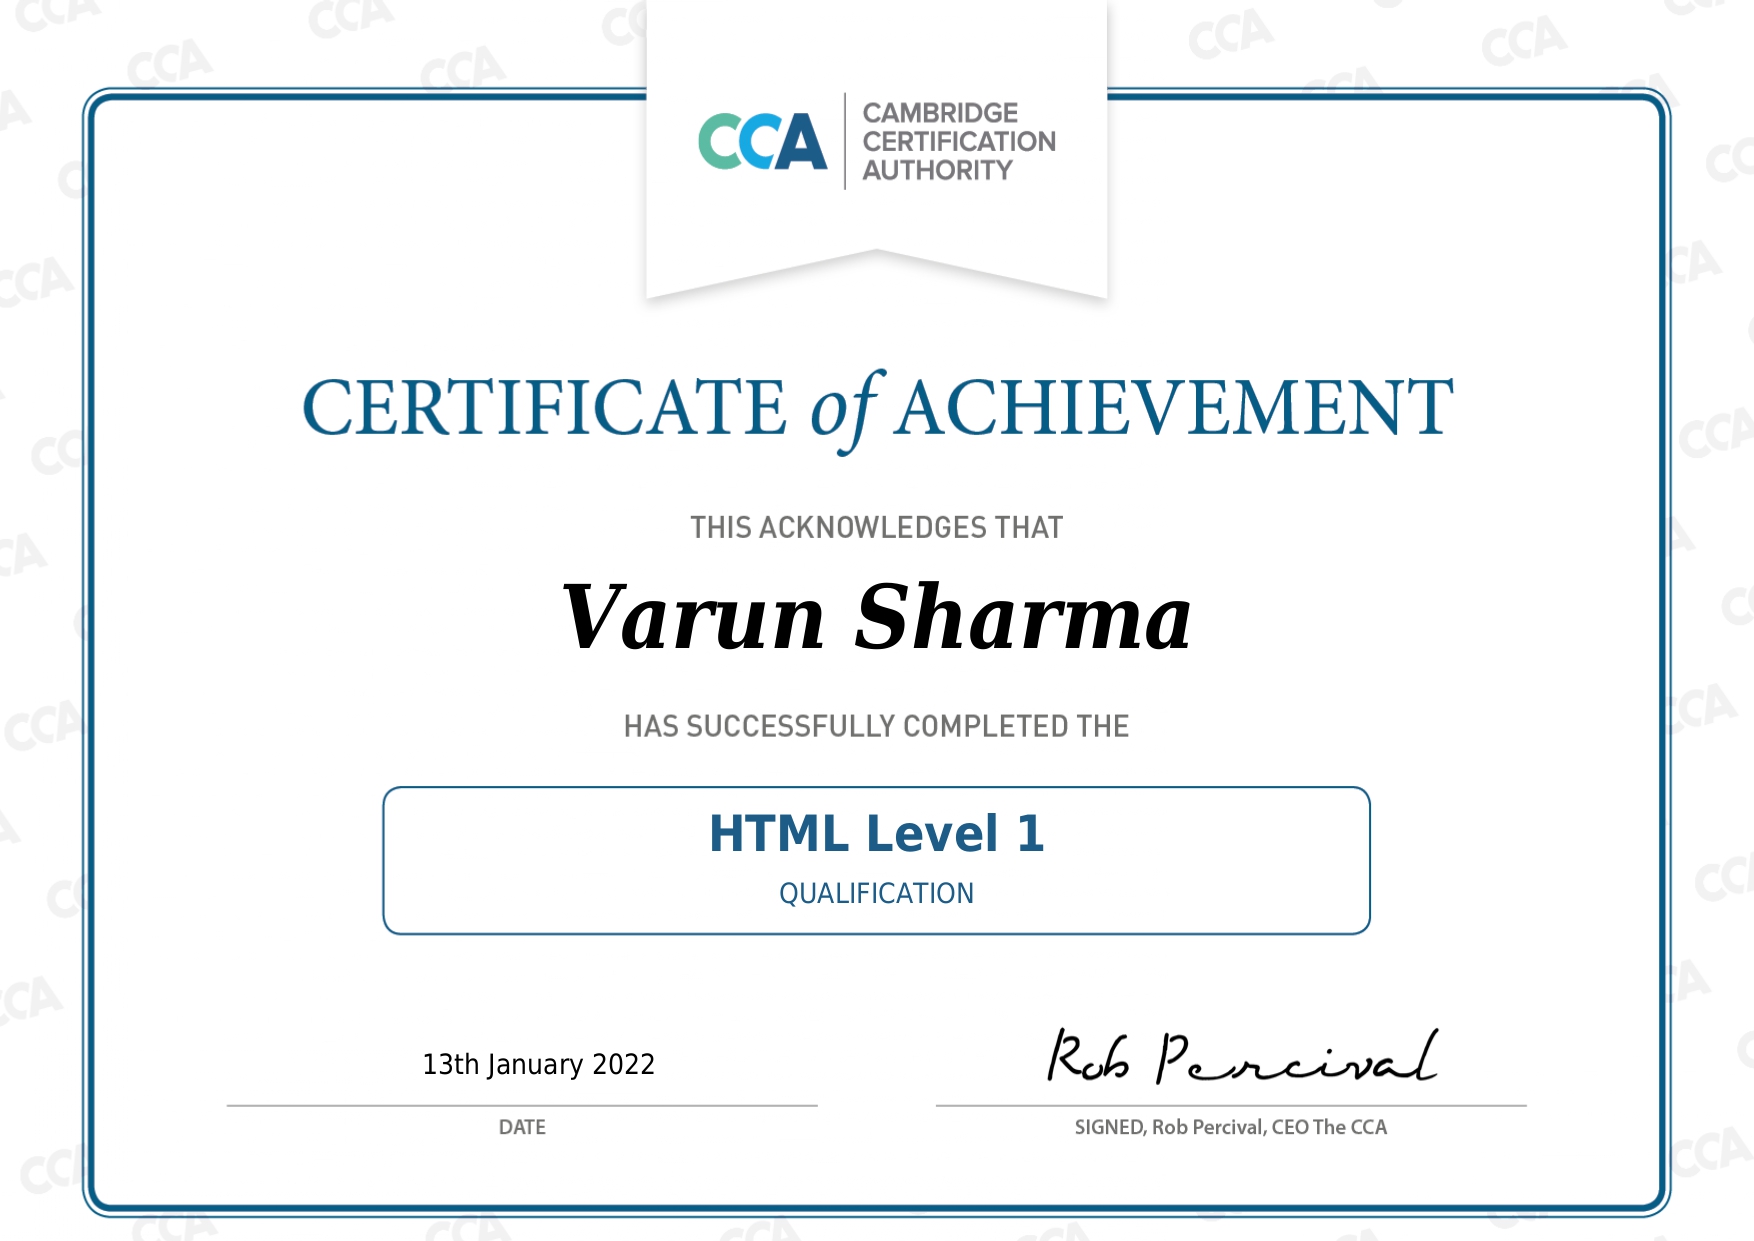 CCA
CAMBRIDGE
CERTIFICATION
AUTHORITY
CERTIFICATE of ACHIEVEMENT
THIS ACKNOWLEDGES THAT
Varun Sharma
HAS SUCCESSFULLY COMPLETED THE
HTML Level 1
QUALIFICATION
13th January 2022
Rob Percival
DATE
SIGNED, Rob Percival, CEO The CCA